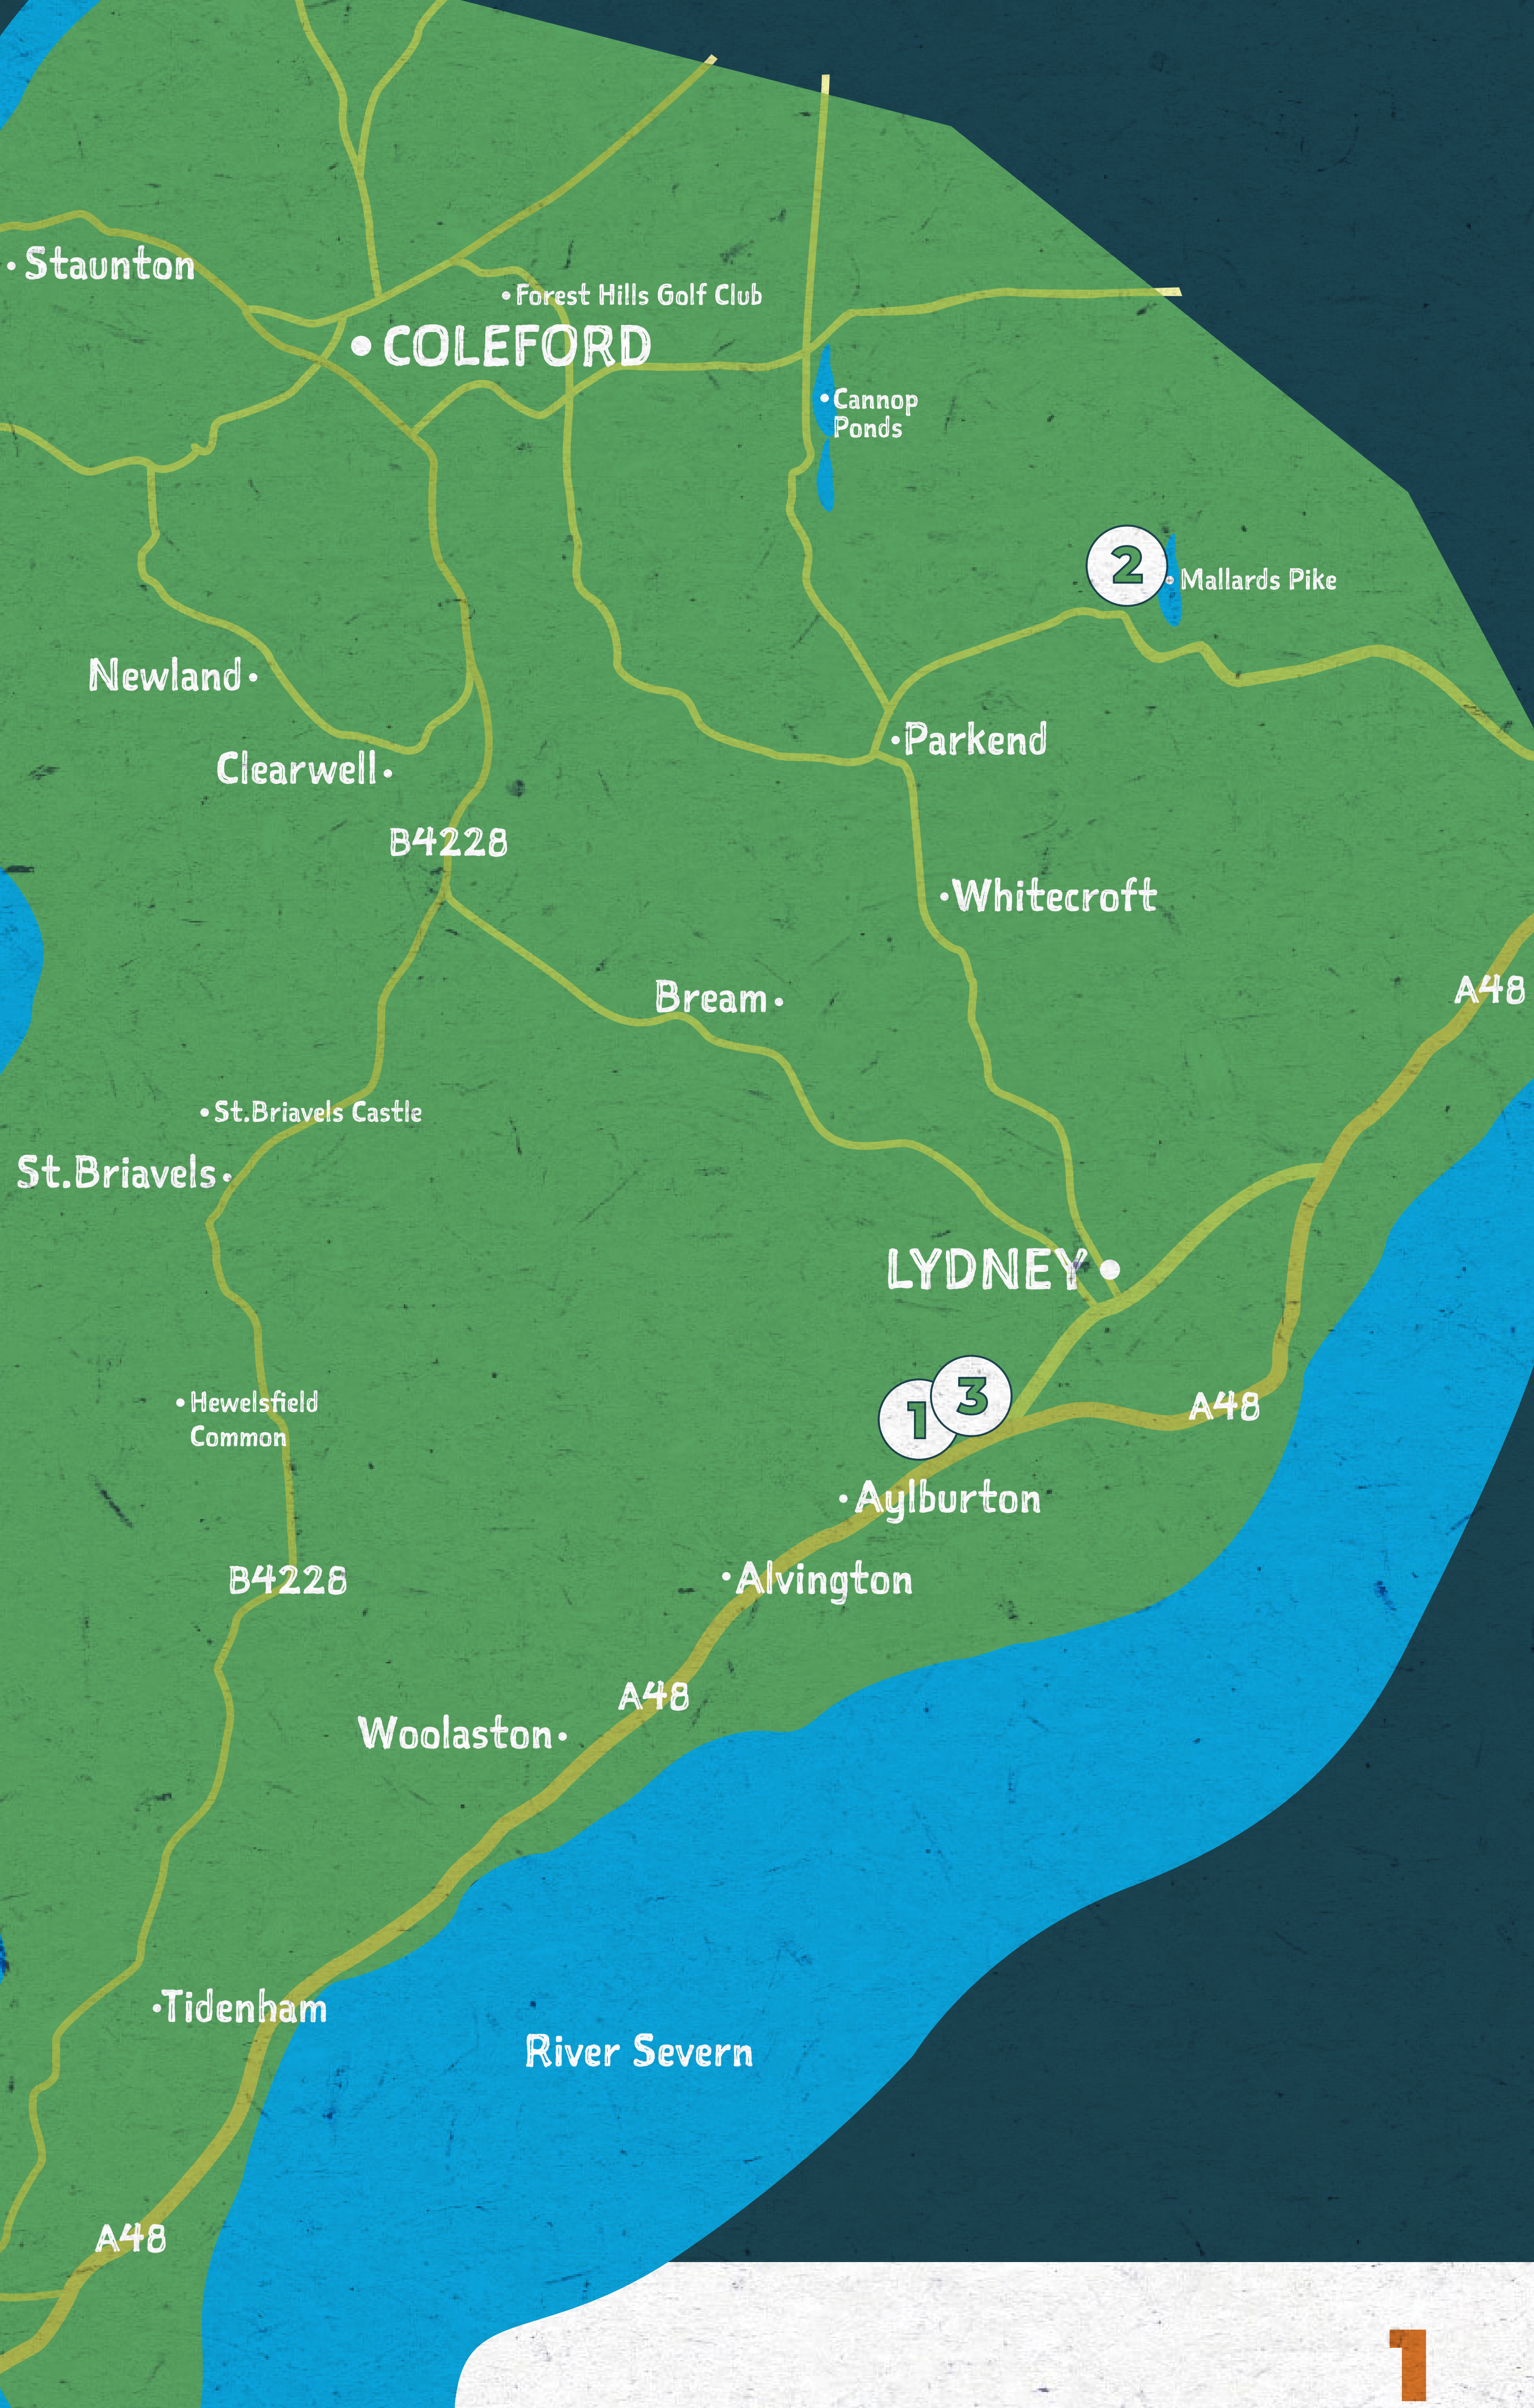 Staunton
Forest Hills Golf Club
COLEFORD
Cannop
Ponds
2
Mallards Pike
Newland
Parkend
Clearwell
B4228
Whitecroft
A48
Bream
St.Briavels Castle
St.Briavels
LYDNEY
3
1
A48
Hewelsfield
Common
Aylburton
B4228
Alvington
A48
Woolaston
Tidenham
River Severn
A48
1